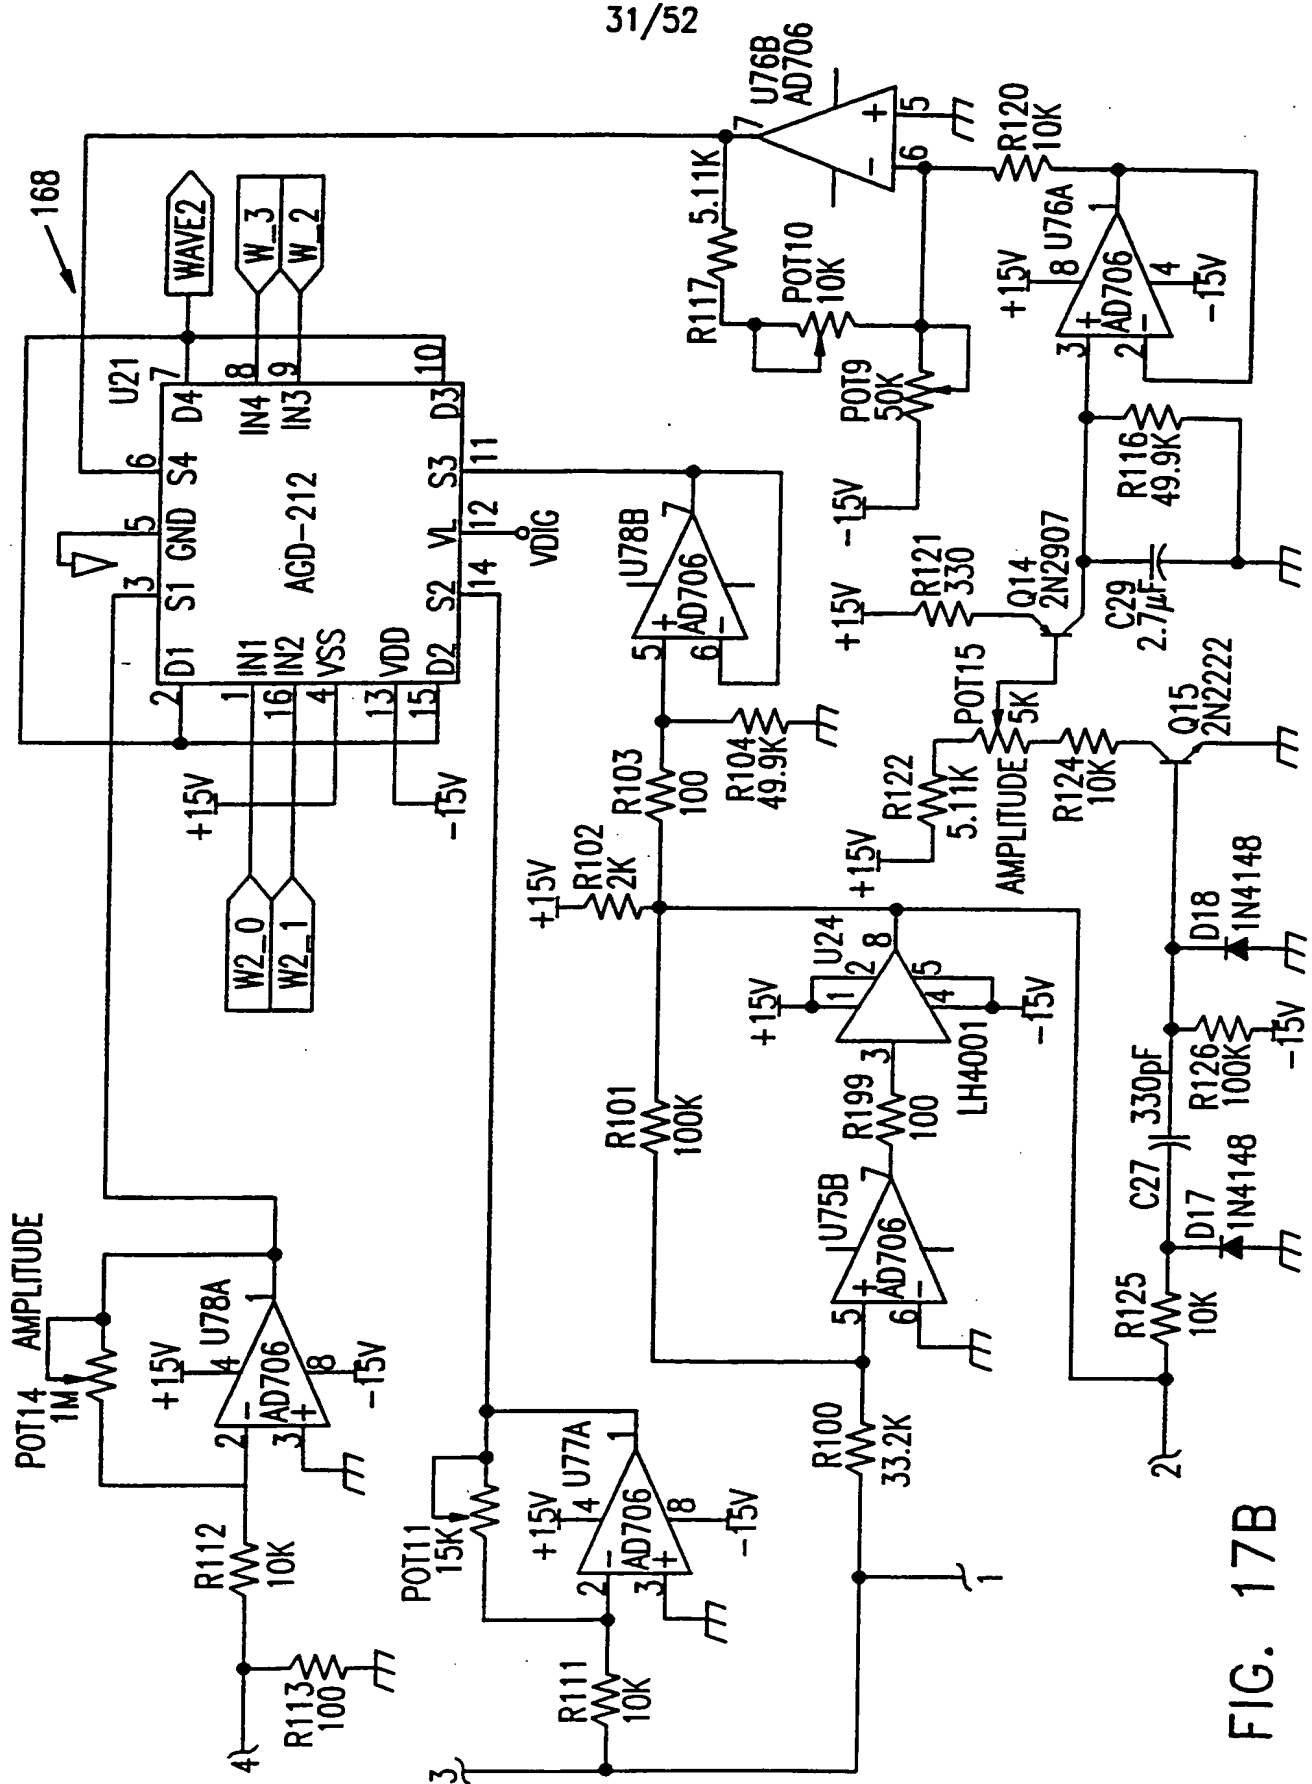 31/52
168
AMPLITUDE
POT14
1M
+15V
4
U78A
2
−
AD706
3
+
1
8
-15V
R112
10K
4
R113
100
U21
2
D1
3
S1
5
GND
6
S4
7
D4
WAVE2
1
IN1
16
IN2
4
VSS
13
VDD
15
D2
AGD-212
8
IN4
9
IN3
10
D3
W_3
W_2
14
S2
12
VL
11
S3
VDIG
+15V
-15V
W2_0
W2_1
POT11
15K
+15V
4
U77A
2
−
AD706
3
+
1
8
-15V
R111
10K
3
1
R101
100K
+15V
R102
2K
R103
100
R104
49.9K
U78B
5
+
AD706
6
−
7
R100
33.2K
U75B
5
+
AD706
6
−
7
R199
100
+15V
1
2
U24
3
8
4
5
LH4001
-15V
+15V
R122
5.11K
POT15
5K
AMPLITUDE
R124
10K
+15V
R121
330
Q14
2N2907
C29
2.7µF
R116
49.9K
Q15
2N2222
2
R125
10K
D17
1N4148
C27
330pF
R126
100K
-15V
D18
1N4148
+15V
8
U76A
3
+
AD706
2
−
1
4
-15V
R120
10K
U76B
AD706
7
−
+
6
5
R117
5.11K
POT10
10K
POT9
50K
-15V
FIG. 17B